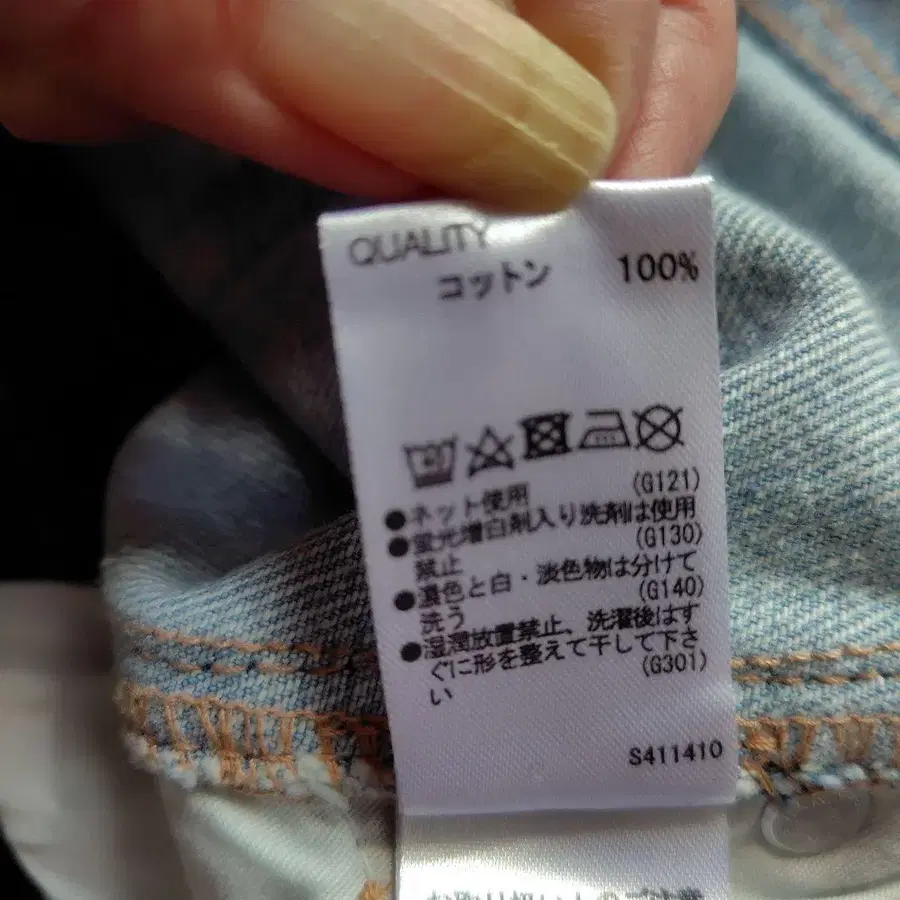 QUALITY
コットン 100%
●ネット使用 (G121)
●蛍光増白剤入り洗剤は使用
禁止 (G130)
●濃色と白・淡色物は分けて
洗う (G140)
●湿潤放置禁止、洗濯後はす
ぐに形を整えて干して下さ
い (G301)
S411410